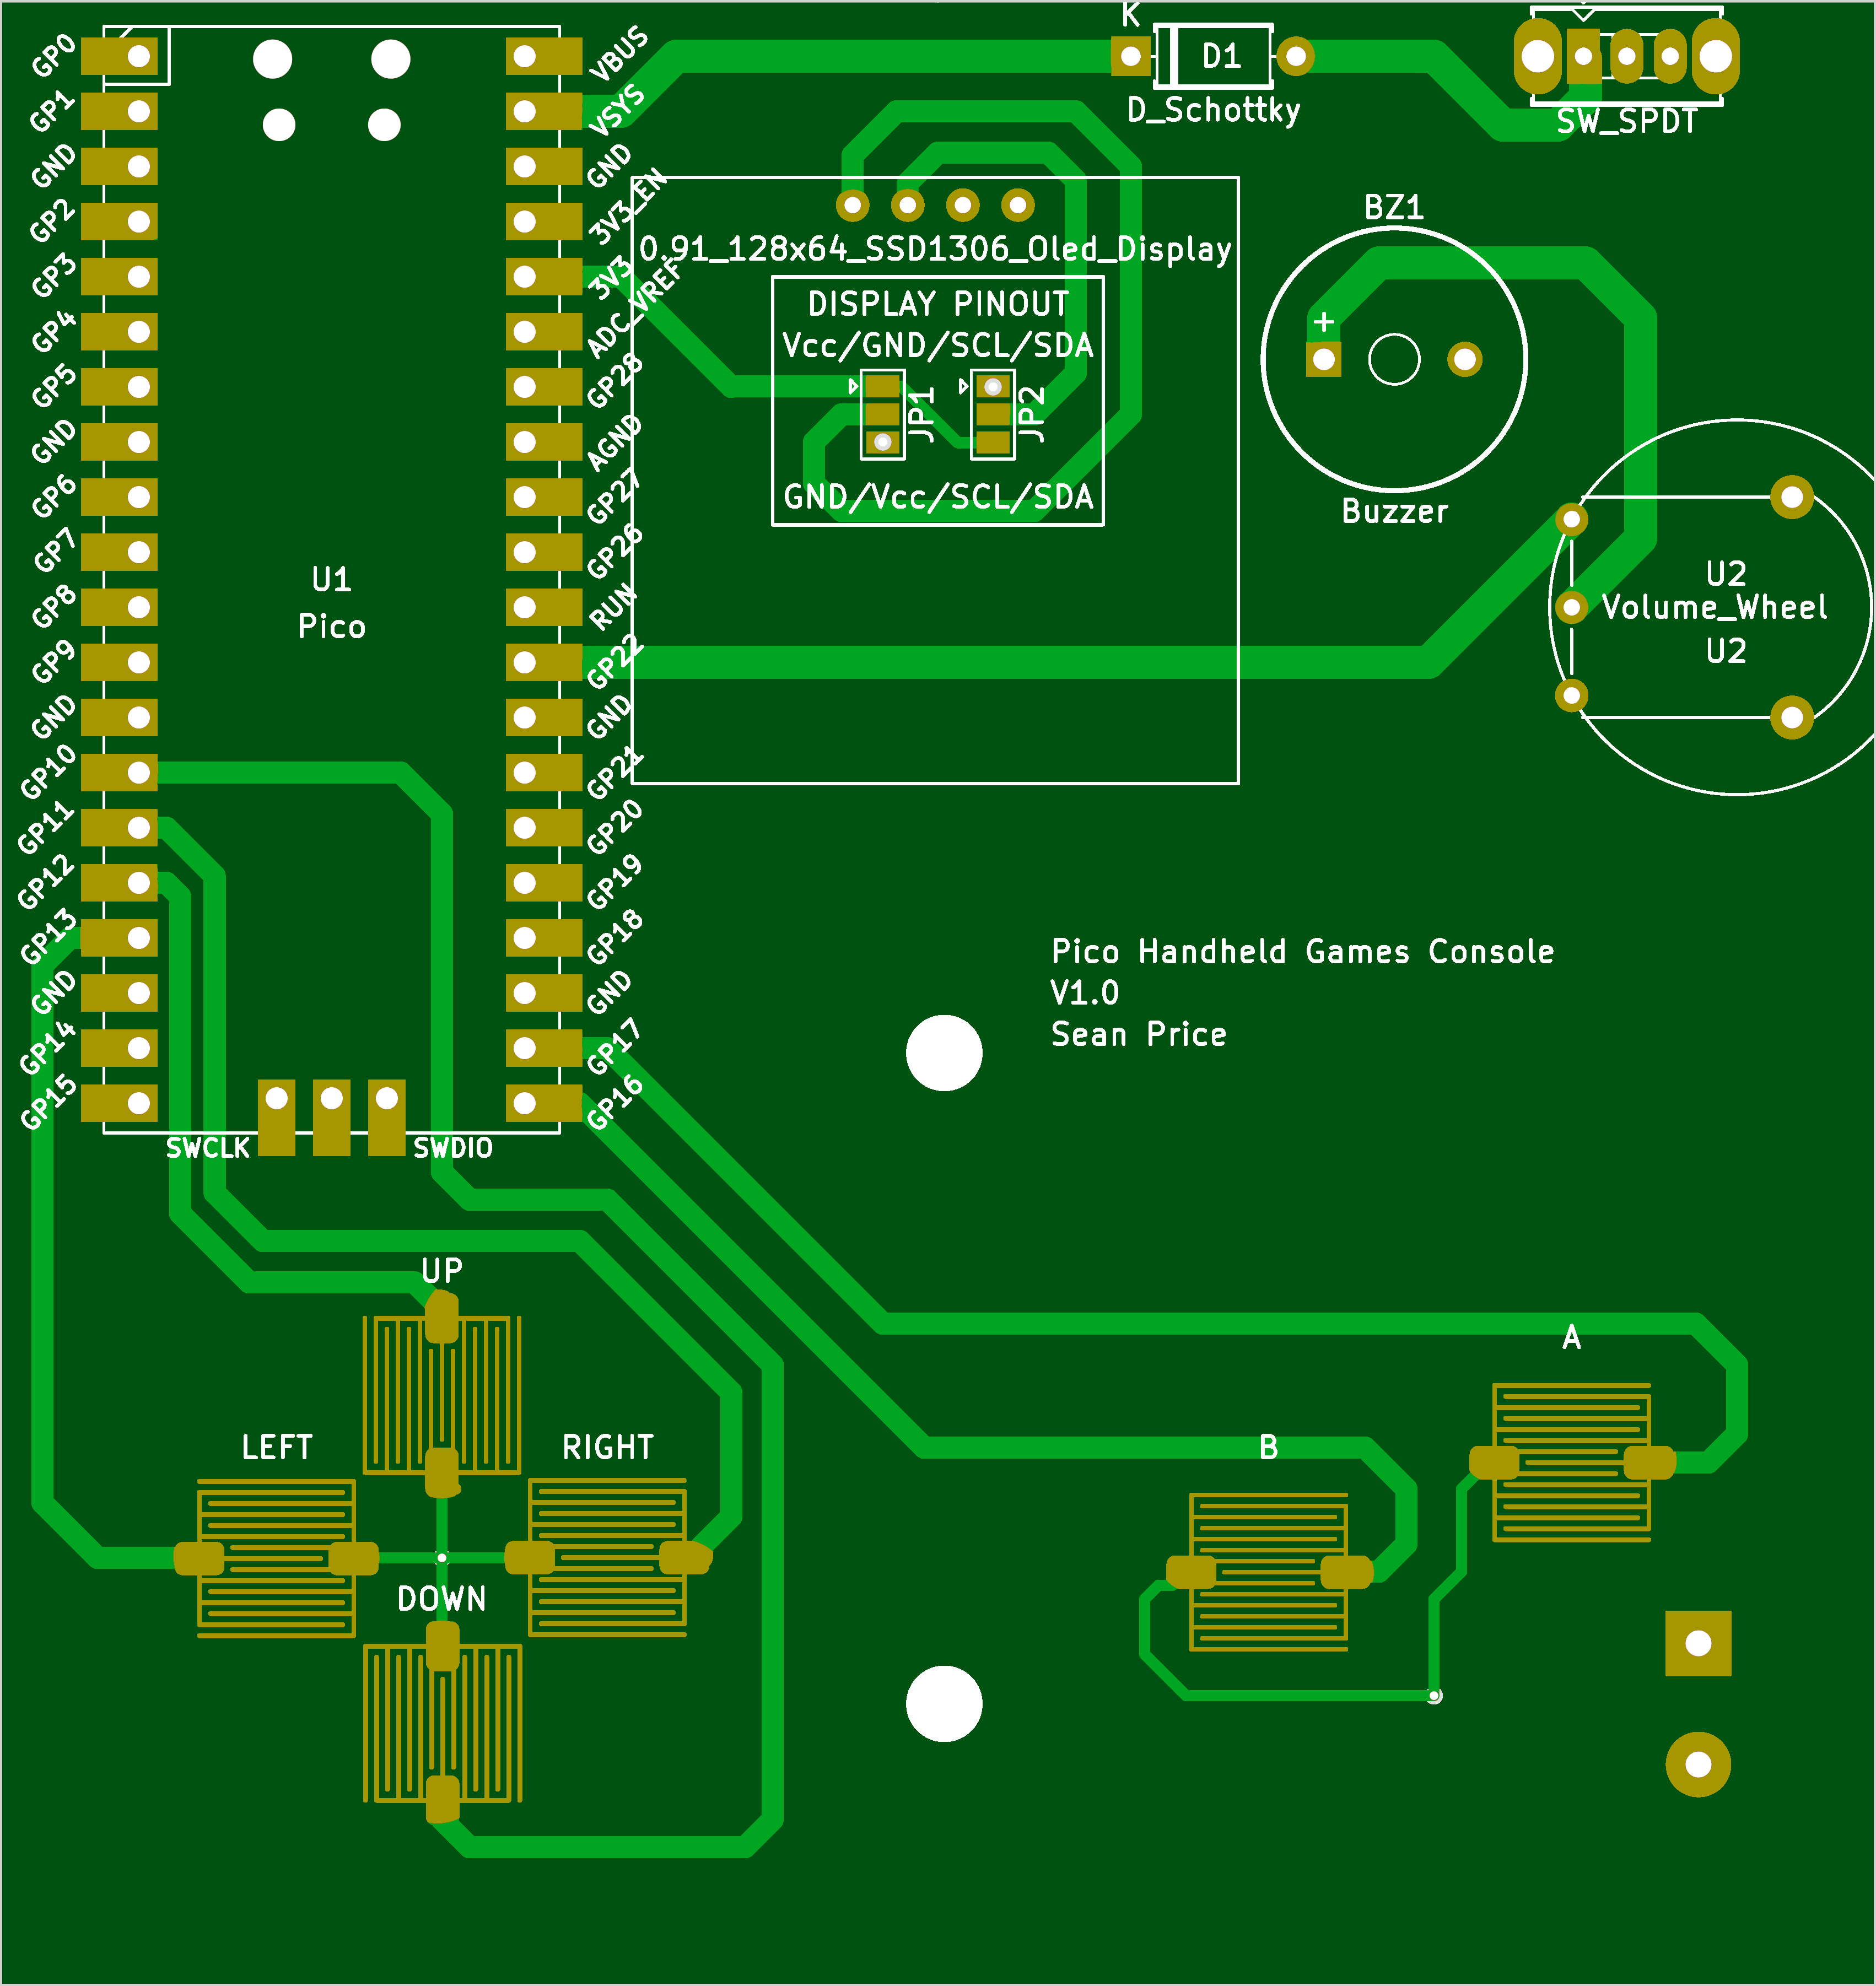 K
D1
D_Schottky
SW_SPDT
GP0
GP1
GND
GP2
GP3
GP4
GP5
GND
GP6
GP7
GP8
GP9
GND
GP10
GP11
GP12
GP13
GND
GP14
GP15
U1
Pico
SWCLK
SWDIO
VBUS
VSYS
GND
3V3_EN
3V3
ADC_VREF
GP28
AGND
GP27
GP26
RUN
GP22
GND
GP21
GP20
GP19
GP18
GND
GP17
GP16
0.91_128x64_SSD1306_Oled_Display
DISPLAY PINOUT
Vcc/GND/SCL/SDA
JP1
JP2
GND/Vcc/SCL/SDA
BZ1
+
Buzzer
U2
Volume_Wheel
U2
Pico Handheld Games Console
V1.0
Sean Price
UP
LEFT
RIGHT
DOWN
A
B